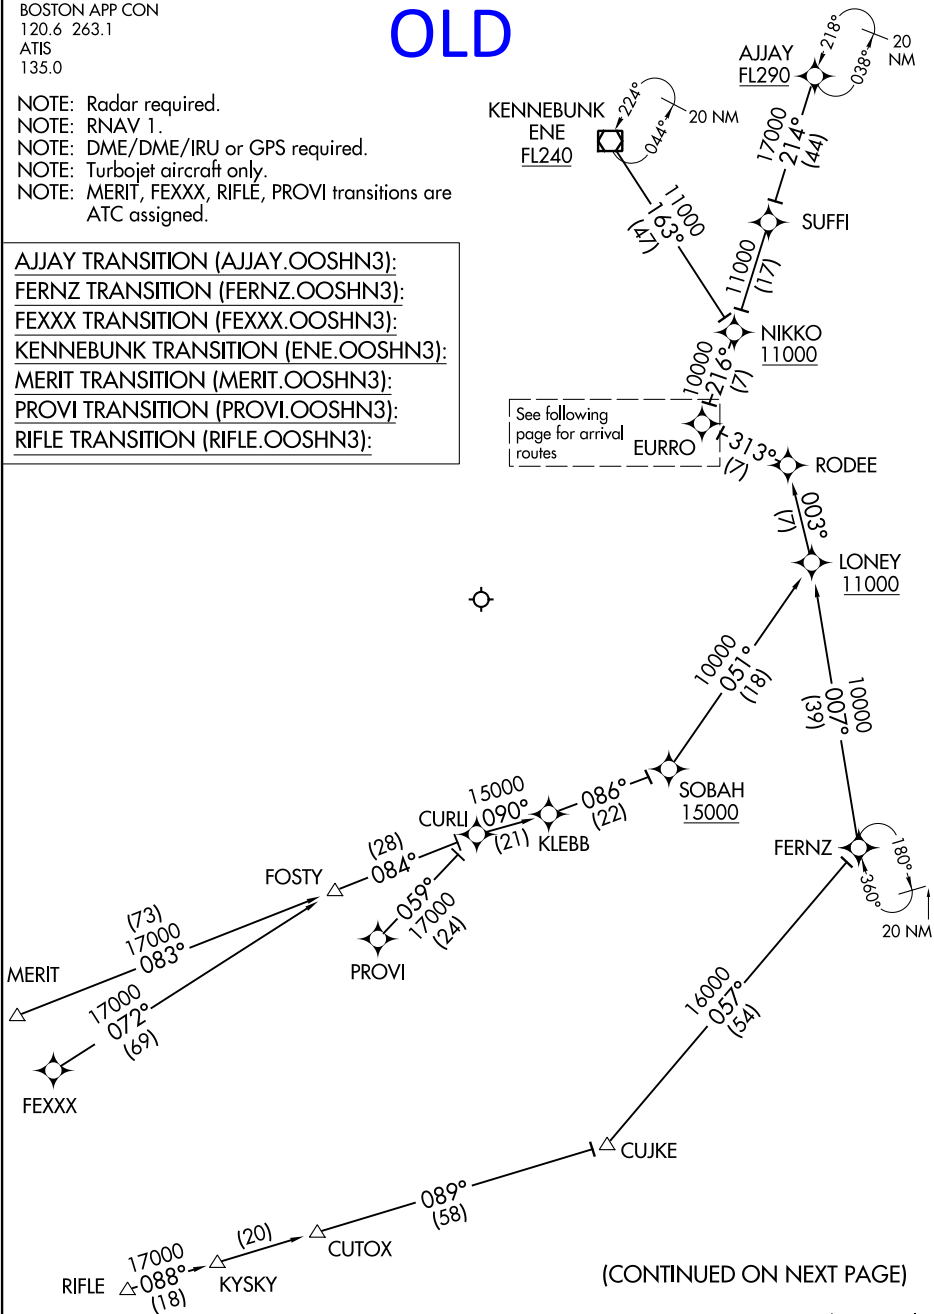 BOSTON APP CON
120.6 263.1
ATIS
135.0
OLD
NOTE: Radar required.
NOTE: RNAV 1.
NOTE: DME/DME/IRU or GPS required.
NOTE: Turbojet aircraft only.
NOTE: MERIT, FEXXX, RIFLE, PROVI transitions are
ATC assigned.
AJJAY TRANSITION (AJJAY.OOSHN3):
FERNZ TRANSITION (FERNZ.OOSHN3):
FEXXX TRANSITION (FEXXX.OOSHN3):
KENNEBUNK TRANSITION (ENE.OOSHN3):
MERIT TRANSITION (MERIT.OOSHN3):
PROVI TRANSITION (PROVI.OOSHN3):
RIFLE TRANSITION (RIFLE.OOSHN3):
AJJAY
FL290
218°
038°
20
NM
KENNEBUNK
ENE
FL240
224°
044°
20 NM
17000
214°
(44)
SUFFI
11000
163°
(47)
11000
(17)
NIKKO
11000
10000
216°
(7)
See following
page for arrival
routes
EURRO
313°
(7)
RODEE
003°
(7)
LONEY
11000
10000
051°
(18)
10000
007°
(39)
SOBAH
15000
086°
(22)
KLEBB
15000
090°
(21)
CURLI
(28)
084°
FOSTY
059°
17000
(24)
PROVI
(73)
17000
083°
MERIT
17000
072°
(69)
FEXXX
FERNZ
180°
360°
20 NM
16000
057°
(54)
CUJKE
089°
(58)
CUTOX
(20)
KYSKY
17000
088°
(18)
RIFLE
(CONTINUED ON NEXT PAGE)